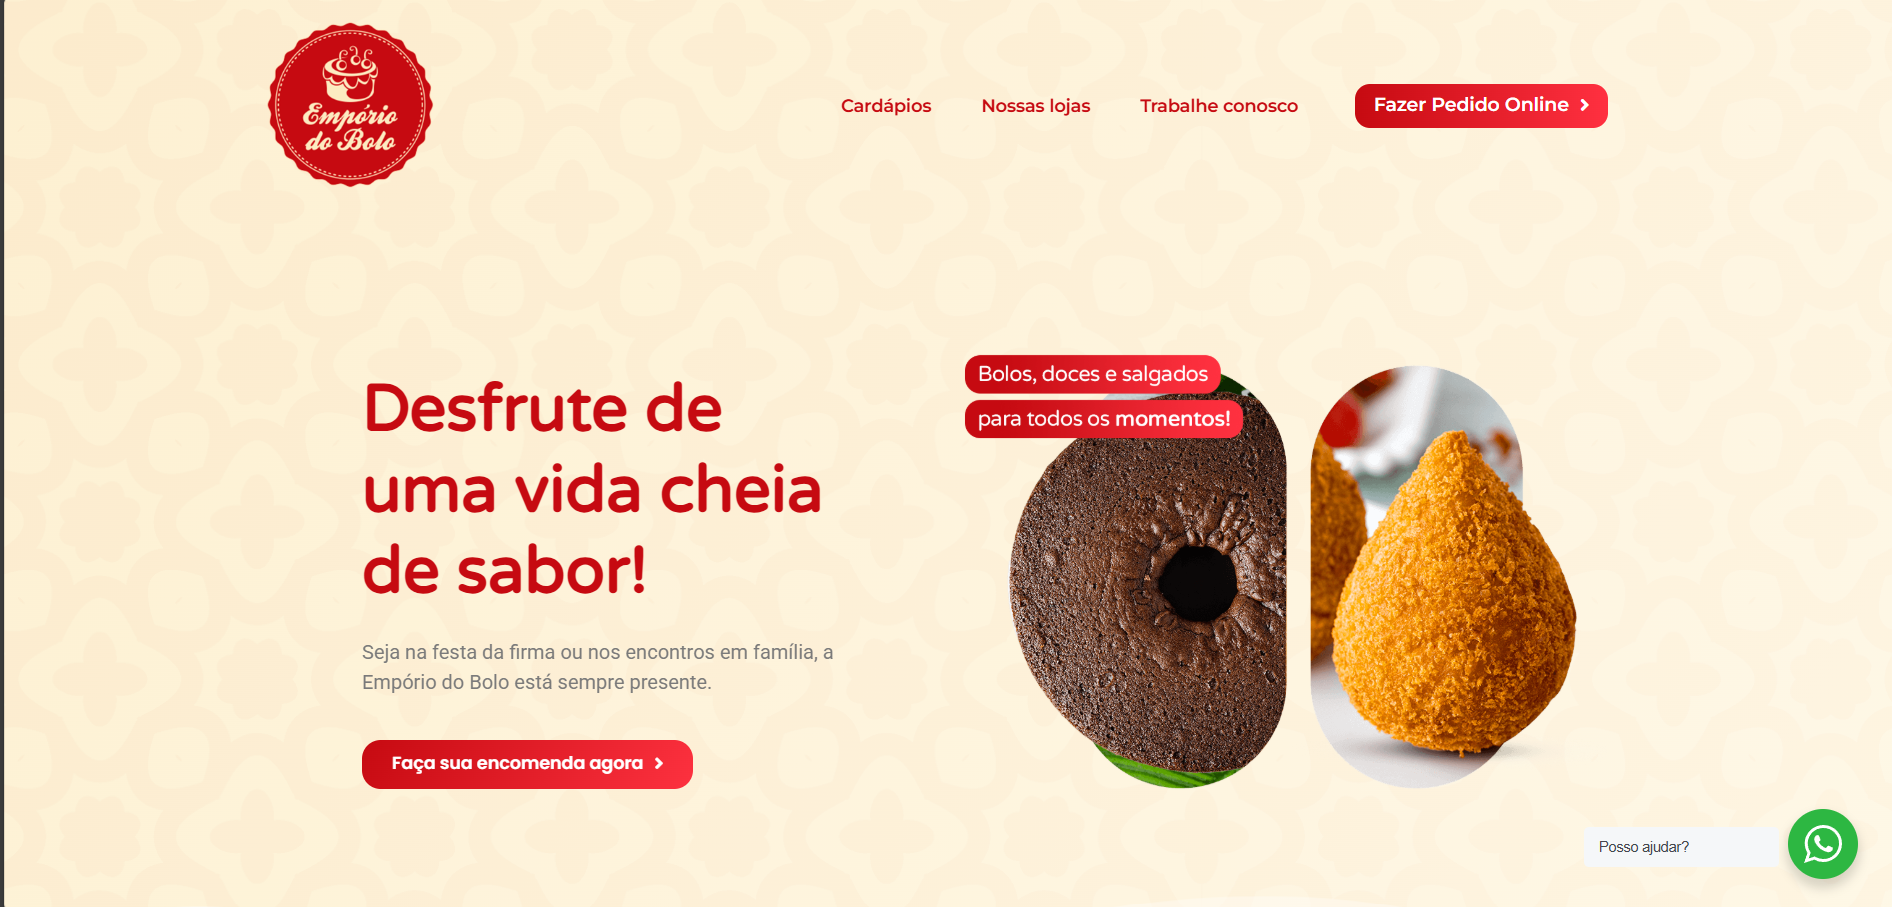 Empório
do Bolo
Cardápios
Nossas lojas
Trabalhe conosco
Fazer Pedido Online
Desfrute de
uma vida cheia
de sabor!
Seja na festa da firma ou nos encontros em família, a
Empório do Bolo está sempre presente.
Faça sua encomenda agora
Bolos, doces e salgados
para todos os momentos!
Posso ajudar?